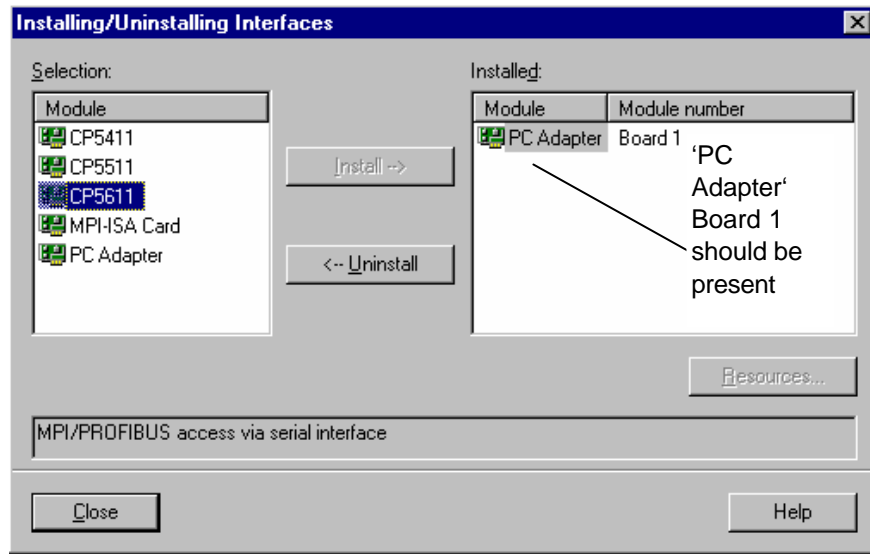 Installing/Uninstalling Interfaces
Selection:
Module
CP5411
CP5511
CP5611
MPI-ISA Card
PC Adapter
Install -->
<-- Uninstall
Installed:
Module Module number
PC Adapter Board 1
‘PC
Adapter‘
Board 1
should be
present
Resources...
MPI/PROFIBUS access via serial interface
Close
Help